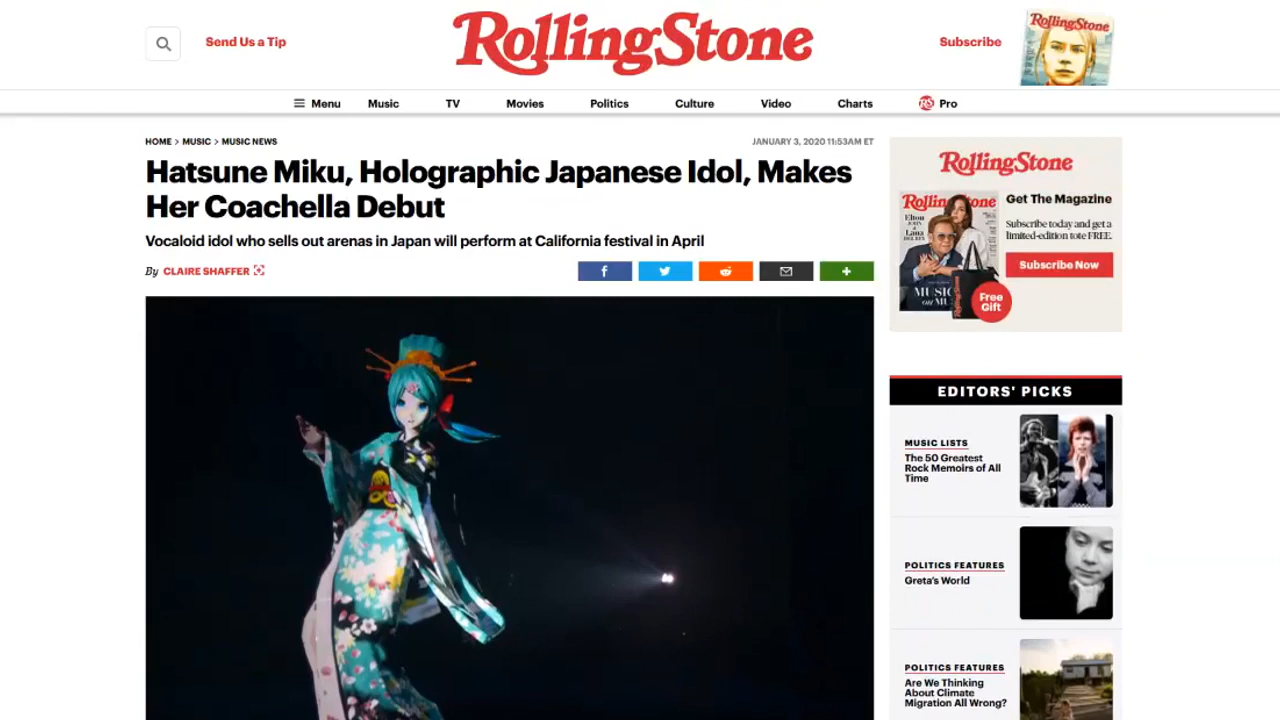 Send Us a Tip
RollingStone
Subscribe
RollingStone
Menu
Music
TV
Movies
Politics
Culture
Video
Charts
RS
Pro
HOME > MUSIC > MUSIC NEWS
JANUARY 3, 2020 11:53AM ET
Hatsune Miku, Holographic Japanese Idol, Makes
Her Coachella Debut
Vocaloid idol who sells out arenas in Japan will perform at California festival in April
By CLAIRE SHAFFER
RollingStone
Get The Magazine
Subscribe today and get a
limited-edition tote FREE.
Subscribe Now
Elton
Free
Gift
EDITORS' PICKS
MUSIC LISTS
The 50 Greatest
Rock Memoirs of All
Time
POLITICS FEATURES
Greta's World
POLITICS FEATURES
Are We Thinking
About Climate
Migration All Wrong?